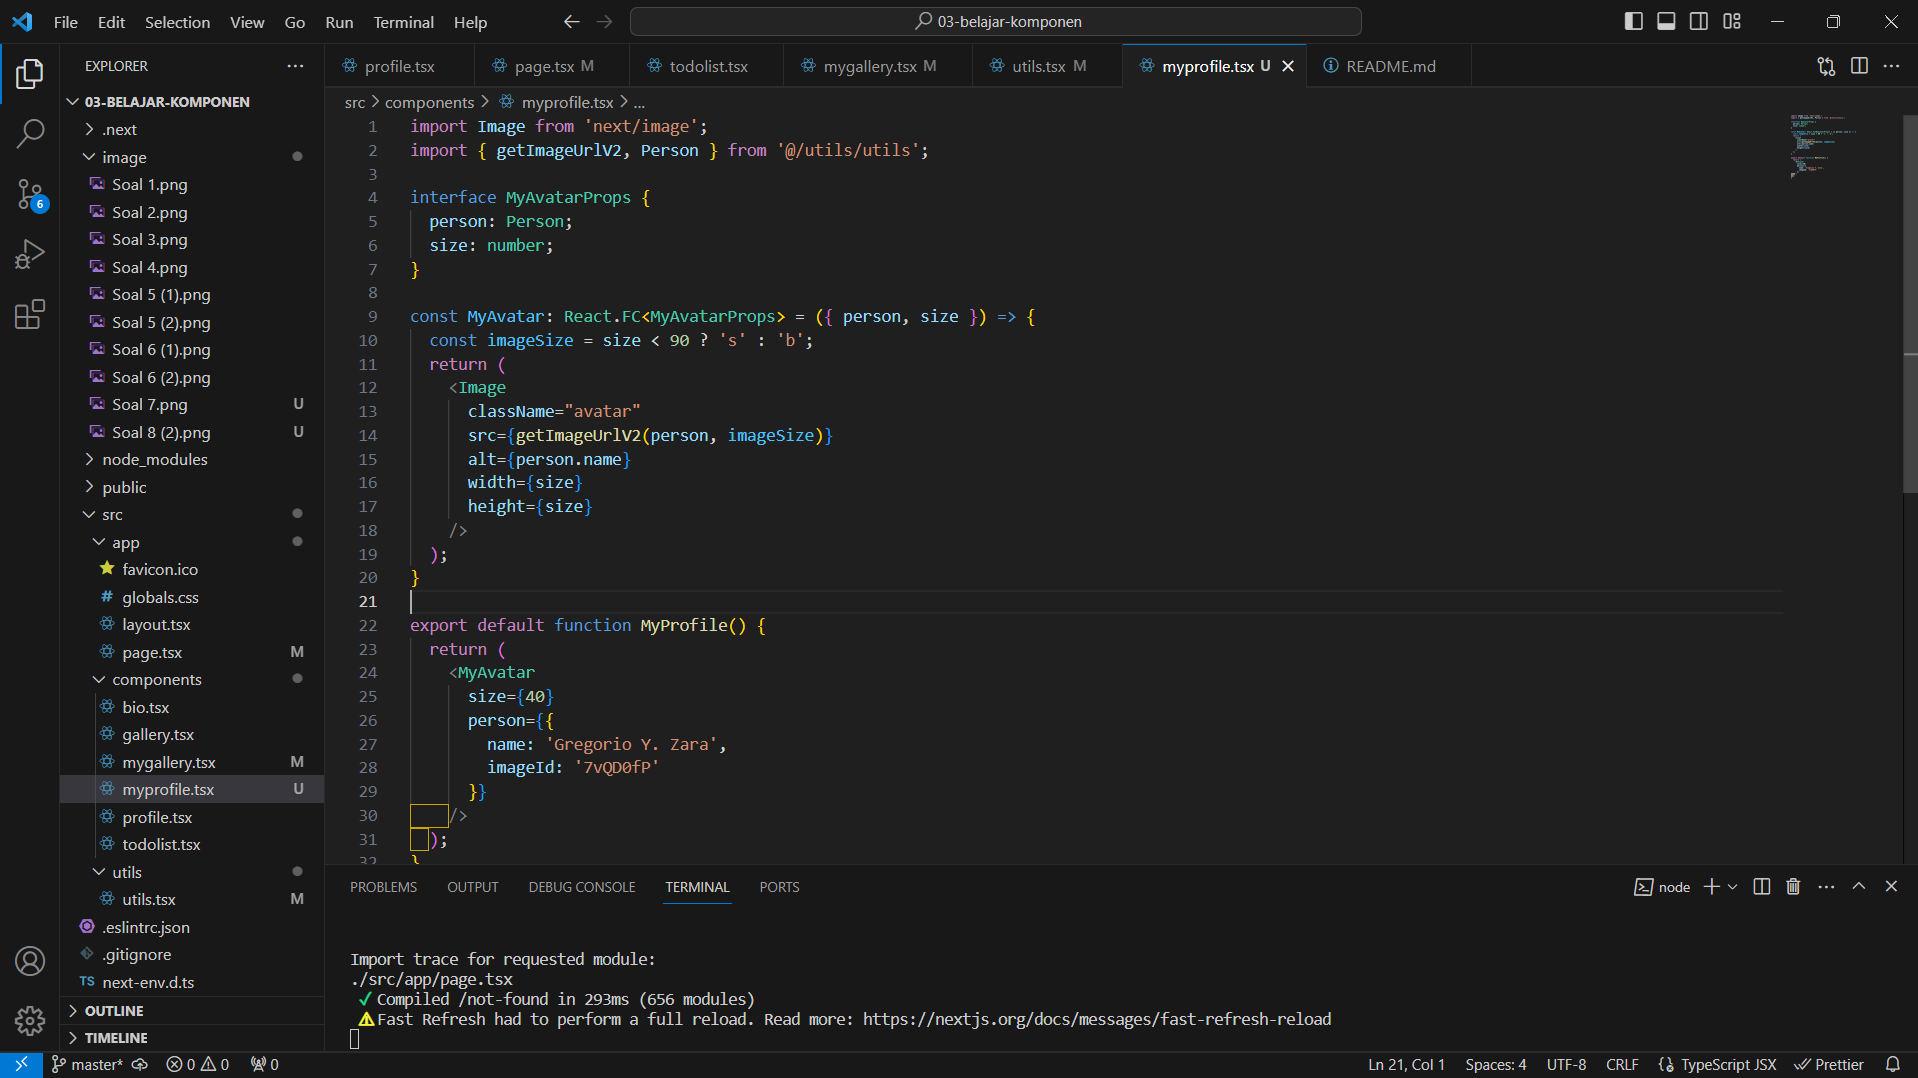 File Edit Selection View Go Run Terminal Help
03-belajar-komponen
EXPLORER
03-BELAJAR-KOMPONEN
.next
image
Soal 1.png
Soal 2.png
Soal 3.png
Soal 4.png
Soal 5 (1).png
Soal 5 (2).png
Soal 6 (1).png
Soal 6 (2).png
Soal 7.png U
Soal 8 (2).png U
node_modules
public
src
app
favicon.ico
# globals.css
layout.tsx
page.tsx M
components
bio.tsx
gallery.tsx
mygallery.tsx M
myprofile.tsx U
profile.tsx
todolist.tsx
utils
utils.tsx M
.eslintrc.json
.gitignore
TS next-env.d.ts
OUTLINE
TIMELINE
6
profile.tsx page.tsx M todolist.tsx mygallery.tsx M utils.tsx M myprofile.tsx U README.md
src > components > myprofile.tsx > ...
1 import Image from 'next/image';
2 import { getImageUrlV2, Person } from '@/utils/utils';
3
4 interface MyAvatarProps {
5 person: Person;
6 size: number;
7 }
8
9 const MyAvatar: React.FC<MyAvatarProps> = ({ person, size }) => {
10 const imageSize = size < 90 ? 's' : 'b';
11 return (
12 <Image
13 className="avatar"
14 src={getImageUrlV2(person, imageSize)}
15 alt={person.name}
16 width={size}
17 height={size}
18 />
19 );
20 }
21
22 export default function MyProfile() {
23 return (
24 <MyAvatar
25 size={40}
26 person={{
27 name: 'Gregorio Y. Zara',
28 imageId: '7vQD0fP'
29 }}
30 />
31 );
32 }
PROBLEMS OUTPUT DEBUG CONSOLE TERMINAL PORTS
node
Import trace for requested module:
./src/app/page.tsx
✓ Compiled /not-found in 293ms (656 modules)
⚠ Fast Refresh had to perform a full reload. Read more: https://nextjs.org/docs/messages/fast-refresh-reload
master* 0 0 0
Ln 21, Col 1 Spaces: 4 UTF-8 CRLF TypeScript JSX Prettier